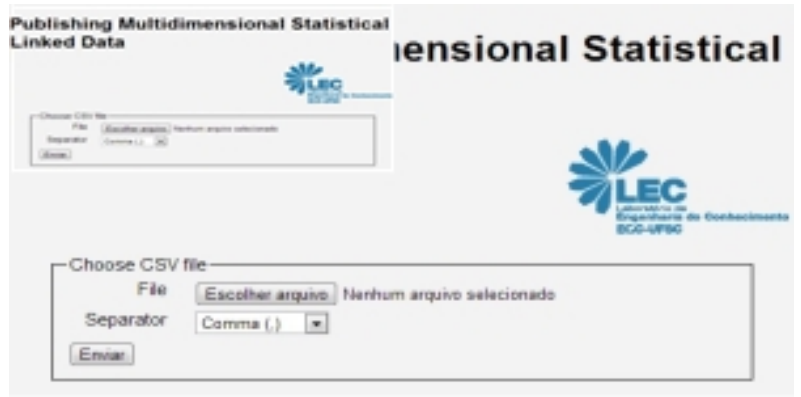 Publishing Multidimensional Statistical
Linked Data
LEC
Choose CSV file
File Escolher arquivo Nenhum arquivo selecionado
Separator Comma (,)
Enviar
ensional Statistical
LEC
Laboratório de
Engenharia do Conhecimento
EGC-UFSC
Choose CSV file
File Escolher arquivo Nenhum arquivo selecionado
Separator Comma (,)
Enviar